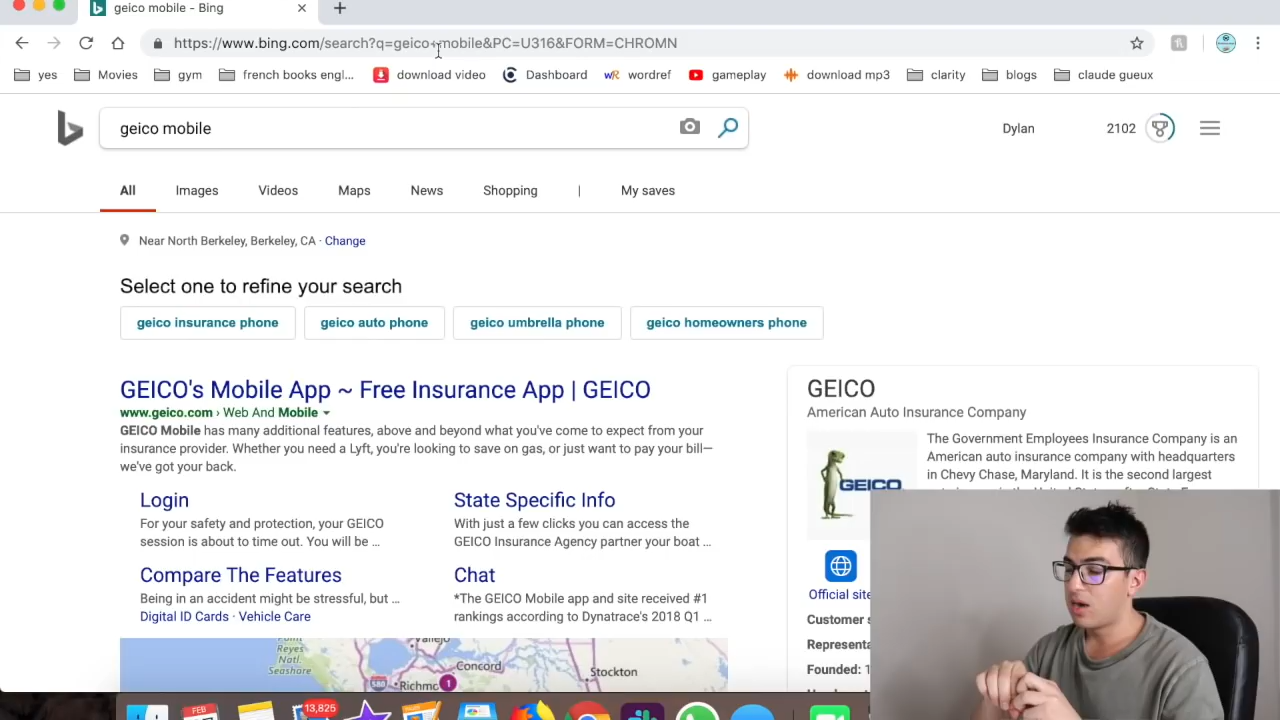 geico mobile - Bing
https://www.bing.com/search?q=geico+mobile&PC=U316&FORM=CHROMN
yes Movies gym french books engl... download video Dashboard wordref gameplay download mp3 clarity blogs claude gueux
geico mobile
Dylan 2102
All Images Videos Maps News Shopping | My saves
Near North Berkeley, Berkeley, CA · Change
Select one to refine your search
geico insurance phone geico auto phone geico umbrella phone geico homeowners phone
GEICO's Mobile App ~ Free Insurance App | GEICO
www.geico.com › Web And Mobile
GEICO Mobile has many additional features, above and beyond what you've come to expect from your
insurance provider. Whether you need a Lyft, you're looking to save on gas, or just want to pay your bill—
we've got your back.
Login
For your safety and protection, your GEICO
session is about to time out. You will be ...
State Specific Info
With just a few clicks you can access the
GEICO Insurance Agency partner your boat ...
Compare The Features
Being in an accident might be stressful, but ...
Digital ID Cards · Vehicle Care
Chat
*The GEICO Mobile app and site received #1
rankings according to Dynatrace's 2018 Q1 ...
Vallejo
Point
Reyes
Natl.
Seashore
Concord
Stockton
580
Richmo
1
GEICO
American Auto Insurance Company
GEICO
The Government Employees Insurance Company is an
American auto insurance company with headquarters
in Chevy Chase, Maryland. It is the second largest
Official site
Customer s
Representa
Founded: 1
FEB
13,825